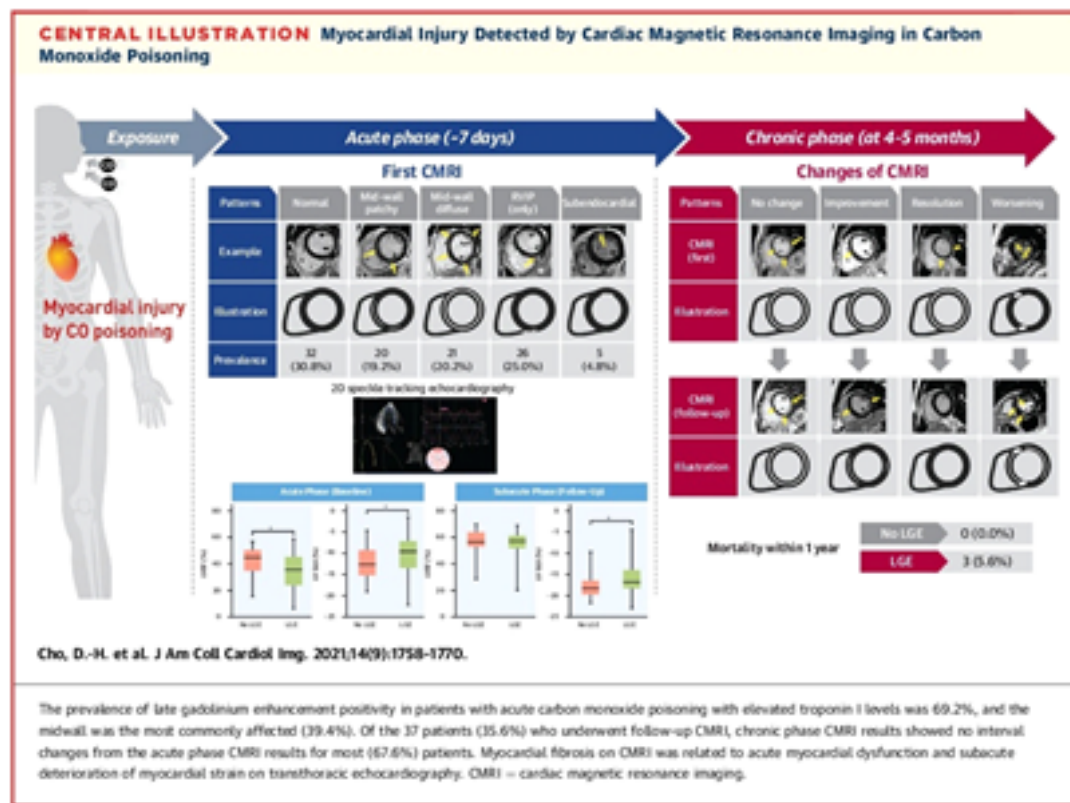 CENTRAL ILLUSTRATION Myocardial Injury Detected by Cardiac Magnetic Resonance Imaging in Carbon
Monoxide Poisoning
Exposure
Acute phase (~7 days)
Chronic phase (at 4-5 months)
CO
First CMRI
Changes of CMRI
Patterns Normal Mid-wall patchy Mid-wall diffuse RVIP (only) Subendocardial
Patterns No change Improvement Resolution Worsening
Example
CMRI (first)
Myocardial injury
by CO poisoning
Illustration
Illustration
Prevalence 32 (30.8%) 20 (19.2%) 21 (20.2%) 26 (25.0%) 5 (4.8%)
2D speckle-tracking echocardiography
CMRI (follow-up)
Illustration
Acute Phase (Baseline)
Subacute Phase (Follow-Up)
No LGE LGE No LGE LGE No LGE LGE No LGE LGE
Mortality within 1 year
No LGE 0 (0.0%)
LGE 3 (5.6%)
Cho, D.-H. et al. J Am Coll Cardiol Img. 2021;14(9):1758-1770.
The prevalence of late gadolinium enhancement positivity in patients with acute carbon monoxide poisoning with elevated troponin I levels was 69.2%, and the
midwall was the most commonly affected (39.4%). Of the 37 patients (35.6%) who underwent follow-up CMRI, chronic phase CMRI results showed no interval
changes from the acute phase CMRI results for most (67.6%) patients. Myocardial fibrosis on CMRI was related to acute myocardial dysfunction and subacute
deterioration of myocardial strain on transthoracic echocardiography. CMRI = cardiac magnetic resonance imaging.